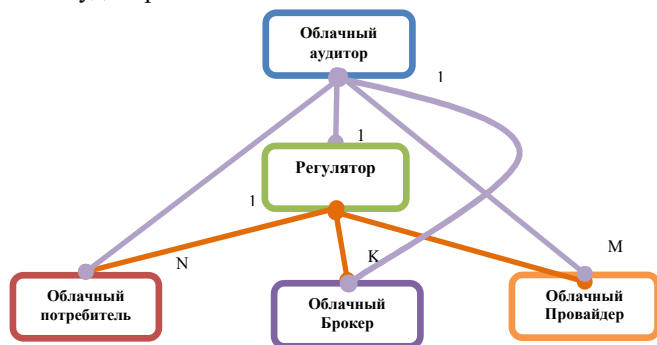 Облачный
аудитор
1
1
Регулятор
1
N
K
M
Облачный
потребитель
Облачный
Брокер
Облачный
Провайдер